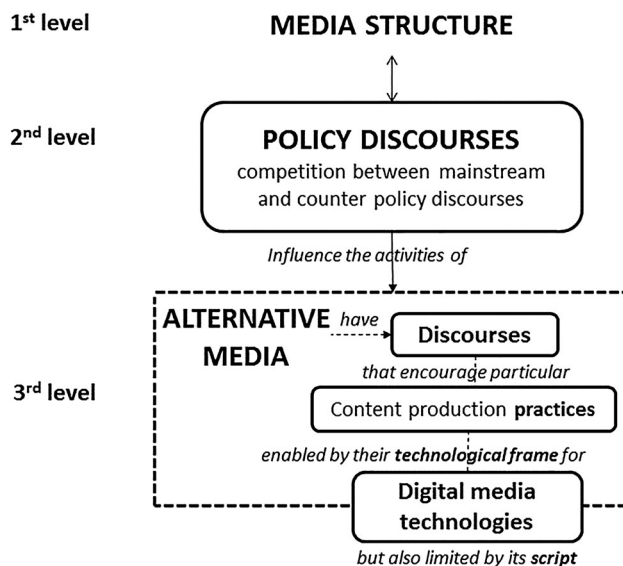 1st level
MEDIA STRUCTURE
2nd level
POLICY DISCOURSES
competition between mainstream
and counter policy discourses
Influence the activities of
3rd level
ALTERNATIVE
MEDIA
have
Discourses
that encourage particular
Content production practices
enabled by their technological frame for
Digital media
technologies
but also limited by its script